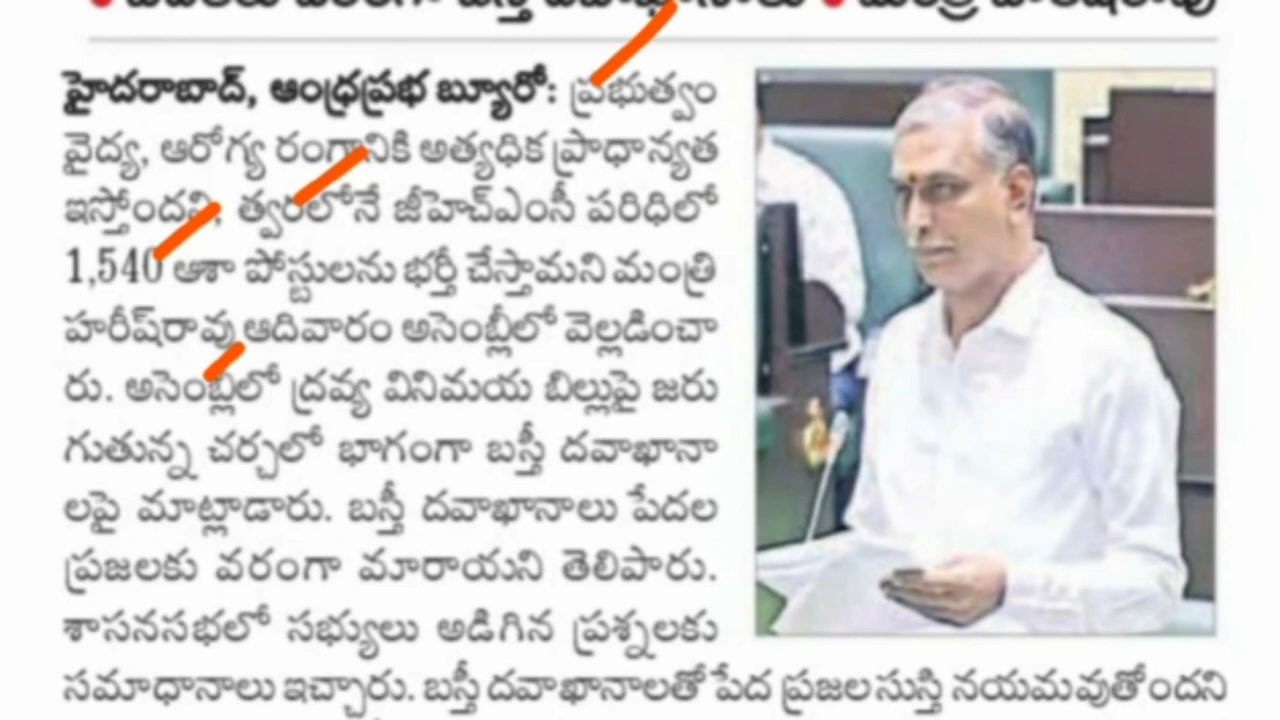 హైదరాబాద్, ఆంధ్రప్రభ బ్యూరో: ప్రభుత్వం
వైద్య, ఆరోగ్య రంగానికి అత్యధిక ప్రాధాన్యత
ఇస్తోందని, త్వరలోనే జీహెచ్ఎంసీ పరిధిలో
1,540 ఆశా పోస్టులను భర్తీ చేస్తామని మంత్రి
హరీష్‌రావు ఆదివారం అసెంబ్లీలో వెల్లడించా
రు. అసెంబ్లీలో ద్రవ్య వినిమయ బిల్లుపై జరు
గుతున్న చర్చలో భాగంగా బస్తీ దవాఖానా
లపై మాట్లాడారు. బస్తీ దవాఖానాలు పేదల
ప్రజలకు వరంగా మారాయని తెలిపారు.
శాసనసభలో సభ్యులు అడిగిన ప్రశ్నలకు
సమాధానాలు ఇచ్చారు. బస్తీ దవాఖానాలతో పేద ప్రజల సుస్తి నయమవుతోందని